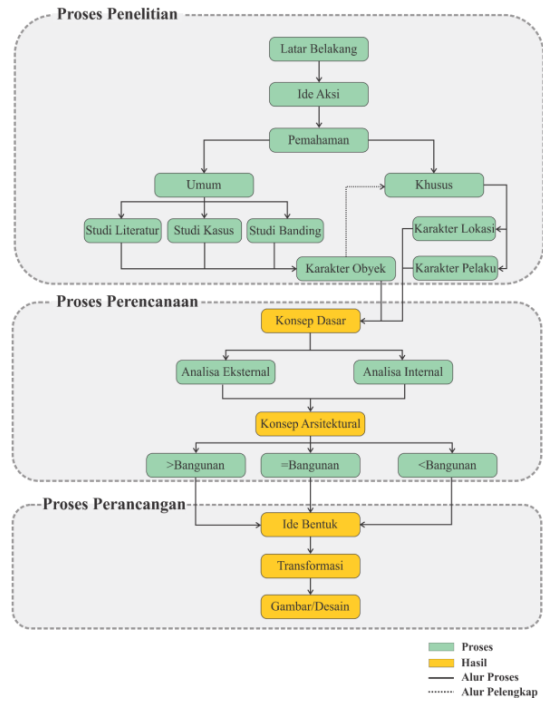 Proses Penelitian
Latar Belakang
Ide Aksi
Pemahaman
Umum
Khusus
Studi Literatur
Studi Kasus
Studi Banding
Karakter Lokasi
Karakter Obyek
Karakter Pelaku
Proses Perencanaan
Konsep Dasar
Analisa Eksternal
Analisa Internal
Konsep Arsitektural
>Bangunan
=Bangunan
<Bangunan
Proses Perancangan
Ide Bentuk
Transformasi
Gambar/Desain
Proses
Hasil
Alur Proses
Alur Pelengkap